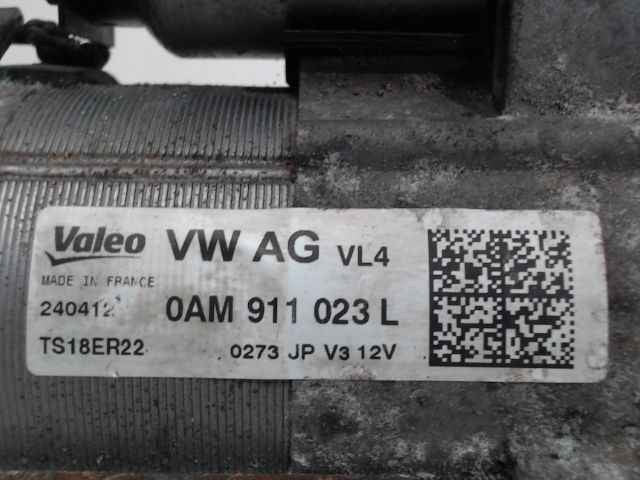 Valeo VW AG VL4
MADE IN FRANCE
240412 0AM 911 023 L
TS18ER22 0273 JP V3 12V